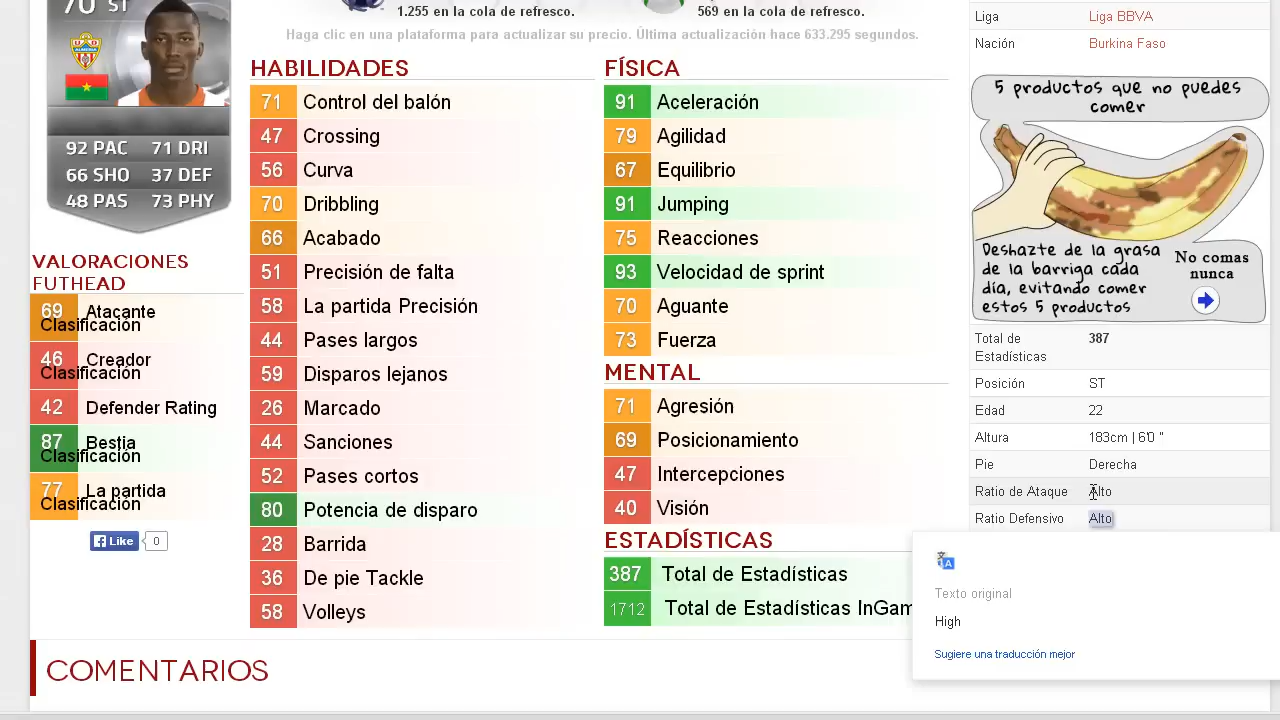 70 ST
92 PAC 71 DRI
66 SHO 37 DEF
48 PAS 73 PHY
VALORACIONES
FUTHEAD
69 Atacante
Clasificación
46 Creador
Clasificación
42 Defender Rating
87 Bestia
Clasificación
77 La partida
Clasificación
Like 0
1.255 en la cola de refresco.
569 en la cola de refresco.
Haga clic en una plataforma para actualizar su precio. Última actualización hace 633.295 segundos.
HABILIDADES
71 Control del balón
47 Crossing
56 Curva
70 Dribbling
66 Acabado
51 Precisión de falta
58 La partida Precisión
44 Pases largos
59 Disparos lejanos
26 Marcado
44 Sanciones
52 Pases cortos
80 Potencia de disparo
28 Barrida
36 De pie Tackle
58 Volleys
FÍSICA
91 Aceleración
79 Agilidad
67 Equilibrio
91 Jumping
75 Reacciones
93 Velocidad de sprint
70 Aguante
73 Fuerza
MENTAL
71 Agresión
69 Posicionamiento
47 Intercepciones
40 Visión
ESTADÍSTICAS
387 Total de Estadísticas
1712 Total de Estadísticas InGam
Liga Liga BBVA
Nación Burkina Faso
5 productos que no puedes
comer
Deshazte de la grasa
de la barriga cada
día, evitando comer
estos 5 productos
No comas
nunca
Total de
Estadísticas 387
Posición ST
Edad 22
Altura 183cm | 6'0 "
Pie Derecha
Ratio de Ataque Alto
Ratio Defensivo Alto
Texto original
High
Sugiere una traducción mejor
COMENTARIOS